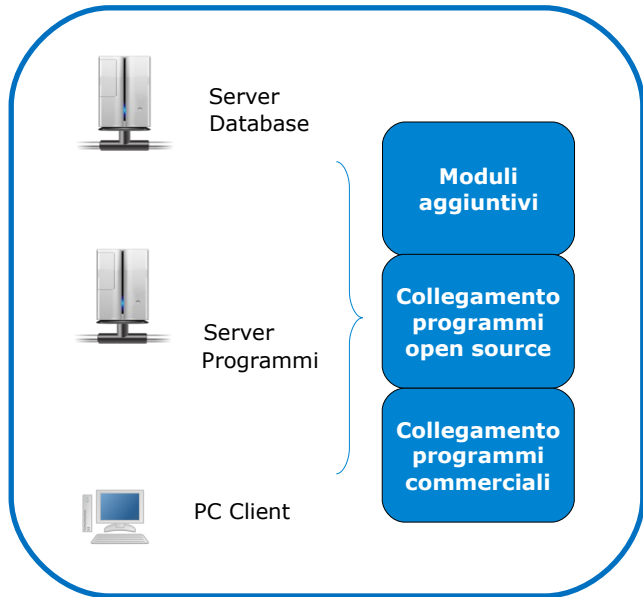 Server
Database
Moduli
aggiuntivi
Server
Programmi
Collegamento
programmi
open source
Collegamento
programmi
commerciali
PC Client